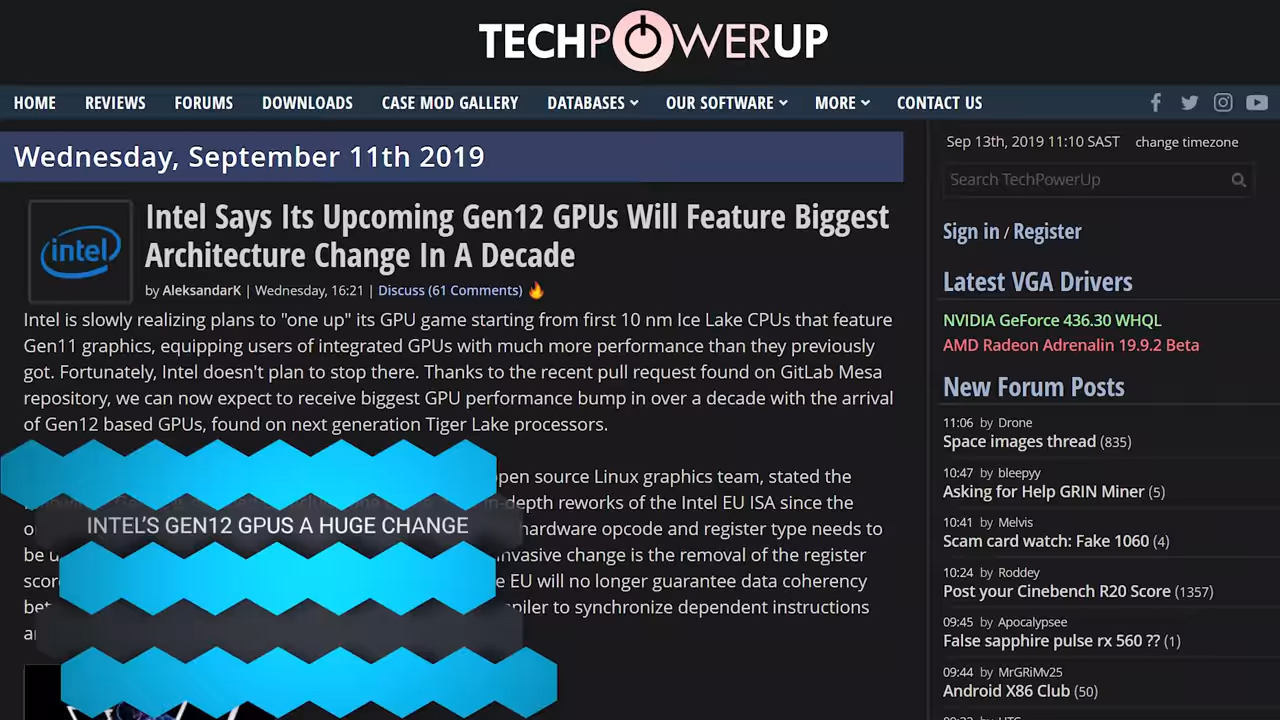 TECHPOWERUP
HOME REVIEWS FORUMS DOWNLOADS CASE MOD GALLERY DATABASES OUR SOFTWARE MORE CONTACT US
Wednesday, September 11th 2019
intel
Intel Says Its Upcoming Gen12 GPUs Will Feature Biggest
Architecture Change In A Decade
by AleksandarK | Wednesday, 16:21 | Discuss (61 Comments)
Intel is slowly realizing plans to "one up" its GPU game starting from first 10 nm Ice Lake CPUs that feature
Gen11 graphics, equipping users of integrated GPUs with much more performance than they previously
got. Fortunately, Intel doesn't plan to stop there. Thanks to the recent pull request found on GitLab Mesa
repository, we can now expect to receive biggest GPU performance bump in over a decade with the arrival
of Gen12 based GPUs, found on next generation Tiger Lake processors.
open source Linux graphics team, stated the
in-depth reworks of the Intel EU ISA since the
hardware opcode and register type needs to
be invasive change is the removal of the register
EU will no longer guarantee data coherency
to synchronize dependent instructions
INTEL'S GEN12 GPUS A HUGE CHANGE
Sep 13th, 2019 11:10 SAST change timezone
Search TechPowerUp
Sign in / Register
Latest VGA Drivers
NVIDIA GeForce 436.30 WHQL
AMD Radeon Adrenalin 19.9.2 Beta
New Forum Posts
11:06 by Drone
Space images thread (835)
10:47 by bleepyy
Asking for Help GRIN Miner (5)
10:41 by Melvis
Scam card watch: Fake 1060 (4)
10:24 by Roddey
Post your Cinebench R20 Score (1357)
09:45 by Apocalypsee
False sapphire pulse rx 560 ?? (1)
09:44 by MrGRiMv25
Android X86 Club (50)